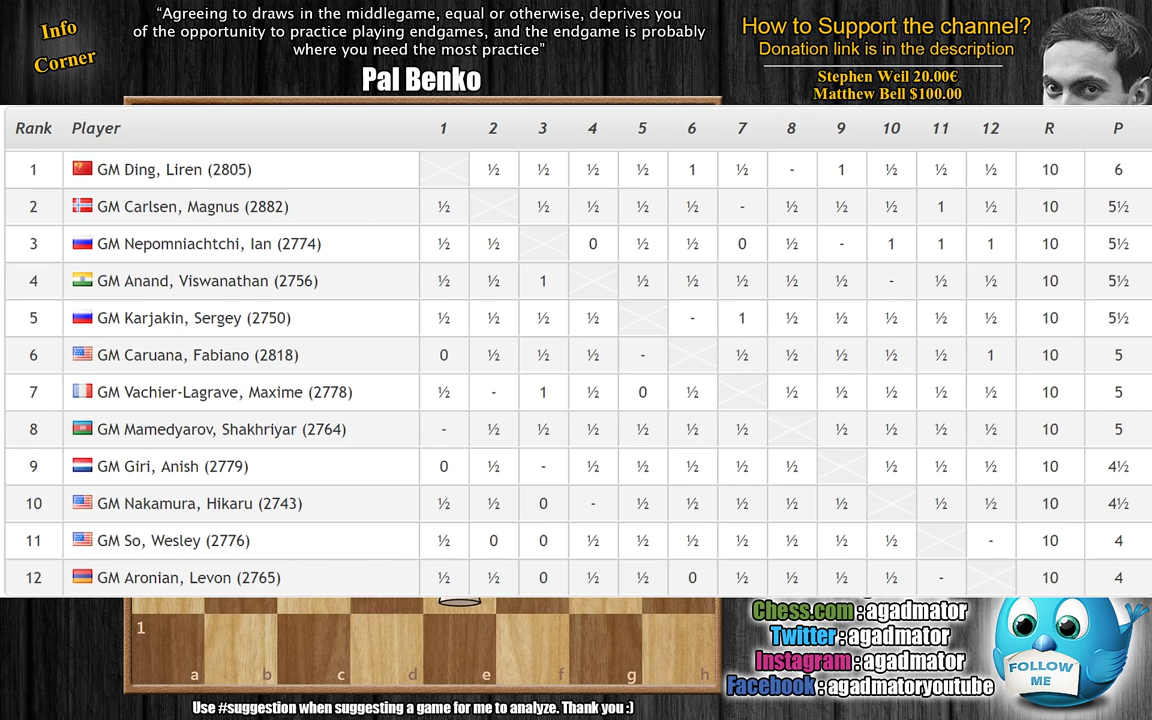 Info
Corner
“Agreeing to draws in the middlegame, equal or otherwise, deprives you
of the opportunity to practice playing endgames, and the endgame is probably
where you need the most practice”
Pal Benko
How to Support the channel?
Donation link is in the description
Stephen Weil 20.00€
Matthew Bell $100.00
Rank Player 1 2 3 4 5 6 7 8 9 10 11 12 R P
1 GM Ding, Liren (2805) ½ ½ ½ ½ 1 ½ - 1 ½ ½ ½ 10 6
2 GM Carlsen, Magnus (2882) ½ ½ ½ ½ ½ - ½ ½ ½ 1 ½ 10 5½
3 GM Nepomniachtchi, Ian (2774) ½ ½ 0 ½ ½ 0 ½ - 1 1 1 10 5½
4 GM Anand, Viswanathan (2756) ½ ½ 1 ½ ½ ½ ½ ½ - ½ ½ 10 5½
5 GM Karjakin, Sergey (2750) ½ ½ ½ ½ - 1 ½ ½ ½ ½ ½ 10 5½
6 GM Caruana, Fabiano (2818) 0 ½ ½ ½ - ½ ½ ½ ½ ½ 1 10 5
7 GM Vachier-Lagrave, Maxime (2778) ½ - 1 ½ 0 ½ ½ ½ ½ ½ ½ 10 5
8 GM Mamedyarov, Shakhriyar (2764) - ½ ½ ½ ½ ½ ½ ½ ½ ½ ½ 10 5
9 GM Giri, Anish (2779) 0 ½ - ½ ½ ½ ½ ½ ½ ½ ½ 10 4½
10 GM Nakamura, Hikaru (2743) ½ ½ 0 - ½ ½ ½ ½ ½ ½ ½ 10 4½
11 GM So, Wesley (2776) ½ 0 0 ½ ½ ½ ½ ½ ½ ½ - 10 4
12 GM Aronian, Levon (2765) ½ ½ 0 ½ ½ 0 ½ ½ ½ ½ - 10 4
1
a b c d e f g h
Chess.com : agadmator
Twitter : agadmator
Instagram : agadmator
Facebook : agadmatoryoutube
FOLLOW
ME
Use #suggestion when suggesting a game for me to analyze. Thank you :)